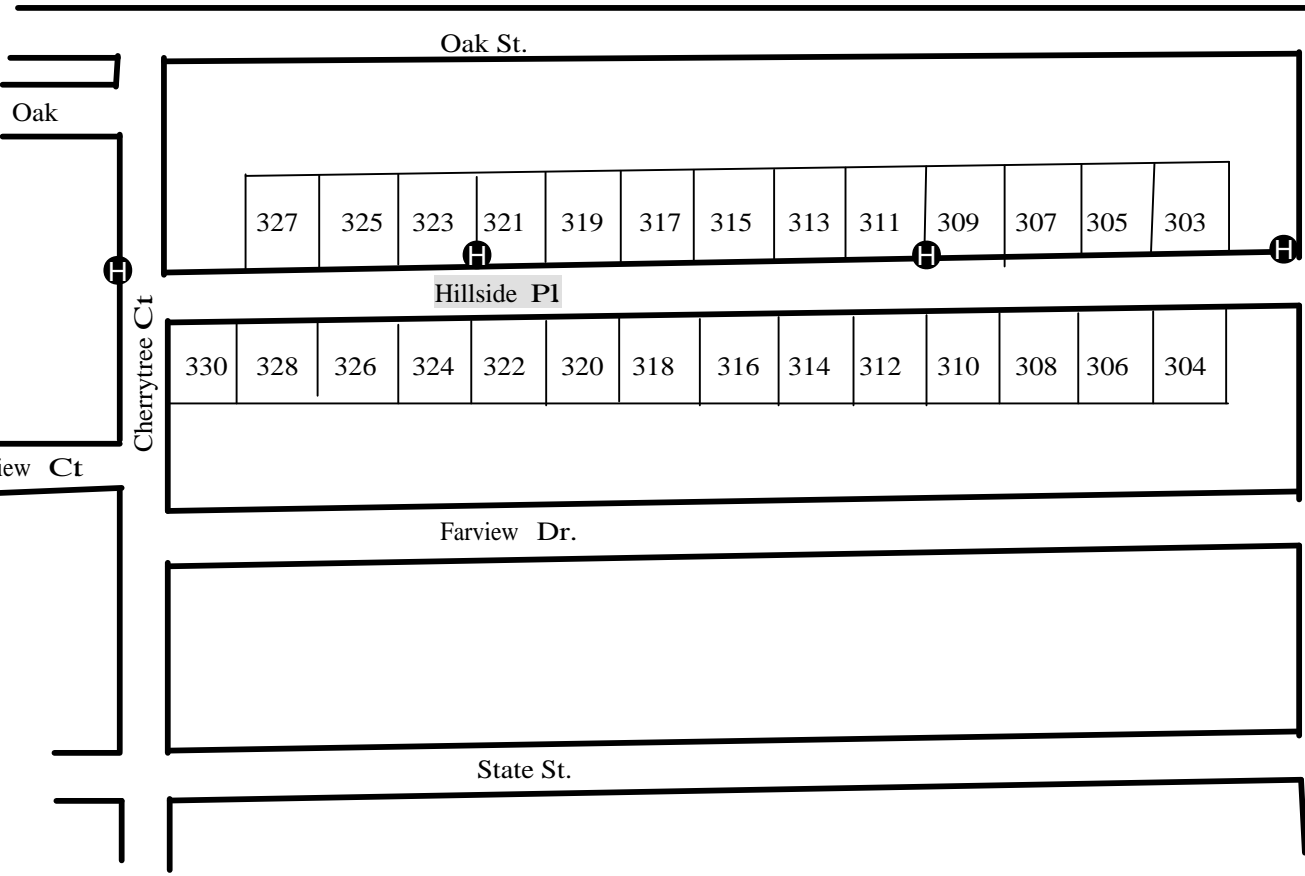 Oak St.
Oak
327 325 323 321 319 317 315 313 311 309 307 305 303
H
H
H
H
Hillside Pl
Cherrytree Ct
330 328 326 324 322 320 318 316 314 312 310 308 306 304
iew Ct
Farview Dr.
State St.